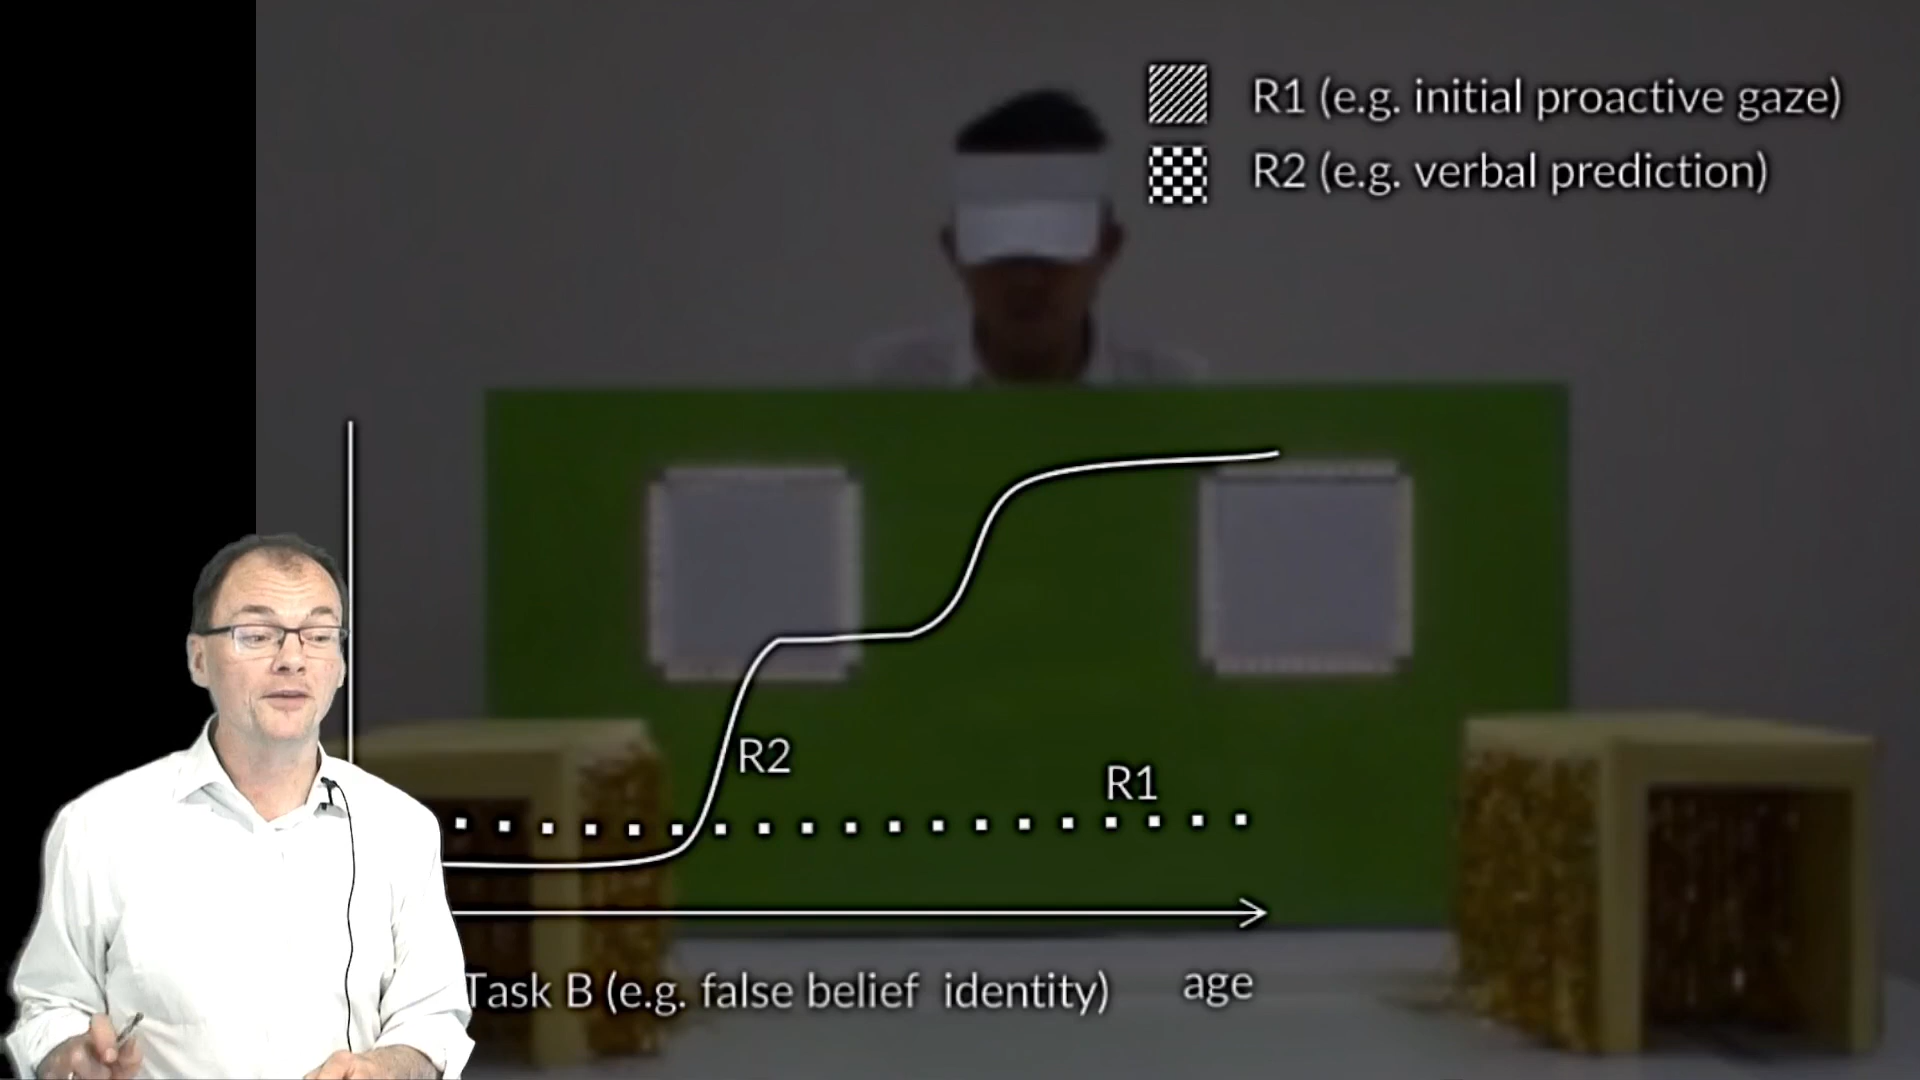 R1 (e.g. initial proactive gaze)
R2 (e.g. verbal prediction)
R2
R1
Task B (e.g. false belief identity)
age